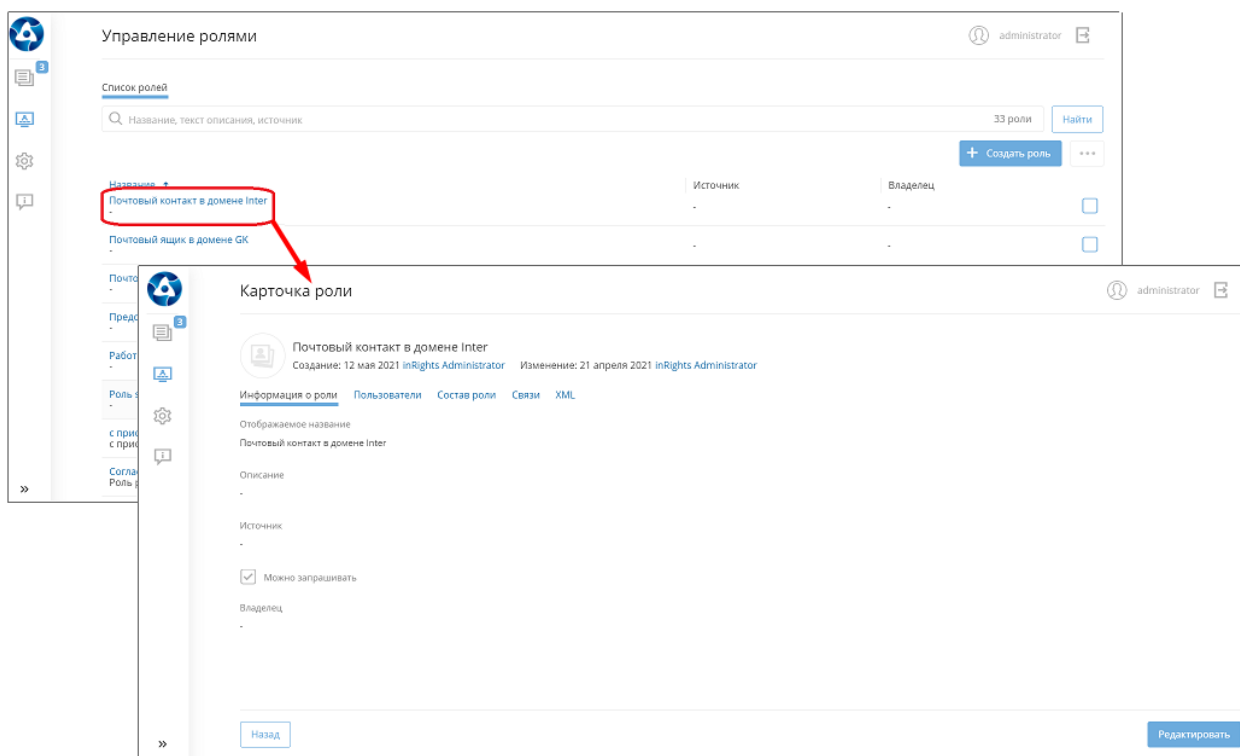 Управление ролями
administrator
3
Список ролей
Название, текст описания, источник
33 роли
Найти
+ Создать роль
Название
Источник
Владелец
Почтовый контакт в домене Inter
-
-
-
Почтовый ящик в домене GK
-
-
-
Карточка роли
administrator
3
Почтовый контакт в домене Inter
Создание: 12 мая 2021 inRights Administrator Изменение: 21 апреля 2021 inRights Administrator
Информация о роли Пользователи Состав роли Связи XML
Отображаемое название
Почтовый контакт в домене Inter
Описание
-
Источник
-
Можно запрашивать
Владелец
-
Назад
Редактировать